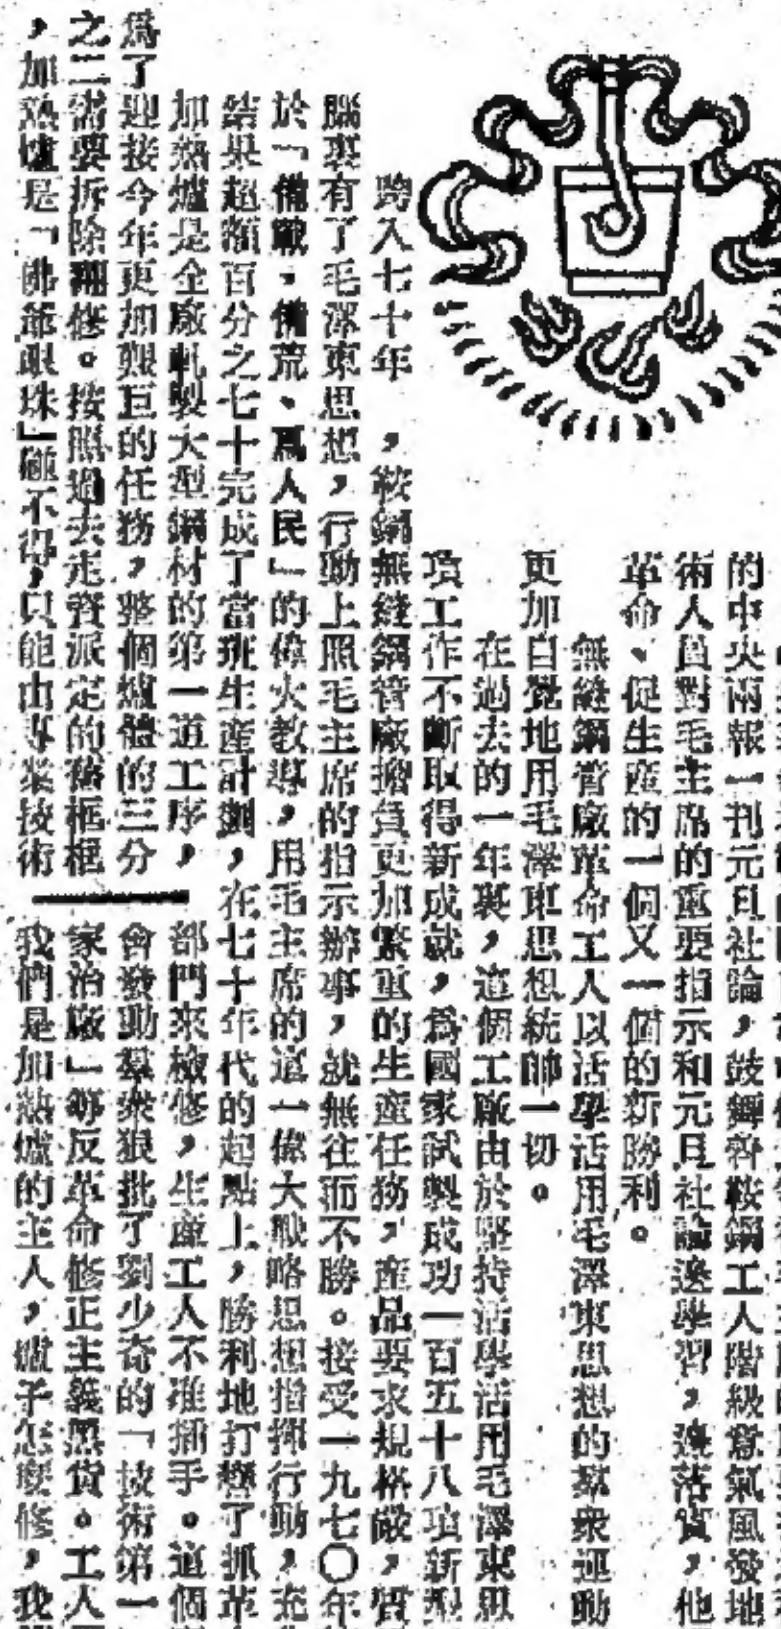 的中央兩報一刊元旦社論,鼓舞着鞍鋼工人階級意氣風發地
術人員對毛主席的重要指示和元旦社論邊學習,邊落實,他
革命、促生產的一個又一個的新勝利。
無縫鋼管廠革命工人以活學活用毛澤東思想的羣衆運動
更加自覺地用毛澤東思想統帥一切。
在過去的一年裏,這個工廠由於堅持活學活用毛澤東思
項工作不斷取得新成就,爲國家試製成功一百五十八項新型
跨入七十年 ,鞍鋼無縫鋼管廠擔負更加繁重的生產任務,產品要求規格嚴,質
腦裏有了毛澤東思想,行動上照毛主席的指示辦事,就無往而不勝。接受一九七〇年
於「備戰、備荒、爲人民」的偉大教導,用毛主席的這一偉大戰略思想指揮行動,充
結果超額百分之七十完成了當班生產計劃,在七十年代的起點上,勝利地打響了抓革
加熱爐是全廠軋製大型鋼材的第一道工序,
爲了迎接今年更加艱巨的任務,整個爐體的三分
之二需要拆除翻修。按照過去走資派定的舊框框
,加熱爐是「佛爺眼珠」碰不得,只能由專業技術
部門來檢修,生產工人不准插手。這個
會發動羣衆狠批了劉少奇的「技術第一
家治廠」等反革命修正主義黑貨。工人
我們是加熱爐的主人,爐子怎麼修,我